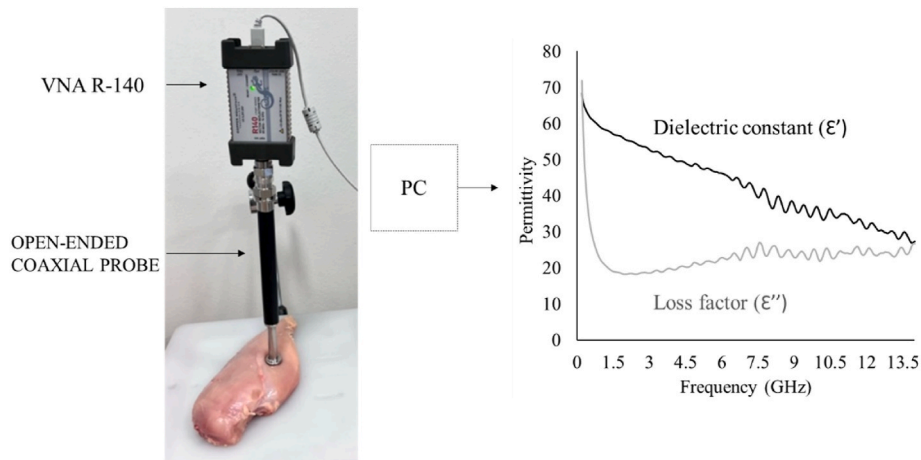 VNA R-140
OPEN-ENDED
COAXIAL PROBE
R140
PC
80
70
60
50
40
30
20
10
0
Permittivity
Dielectric constant (Ɛ’)
Loss factor (Ɛ’’)
0 1.5 3 4.5 6 7.5 9 10.5 12 13.5
Frequency (GHz)